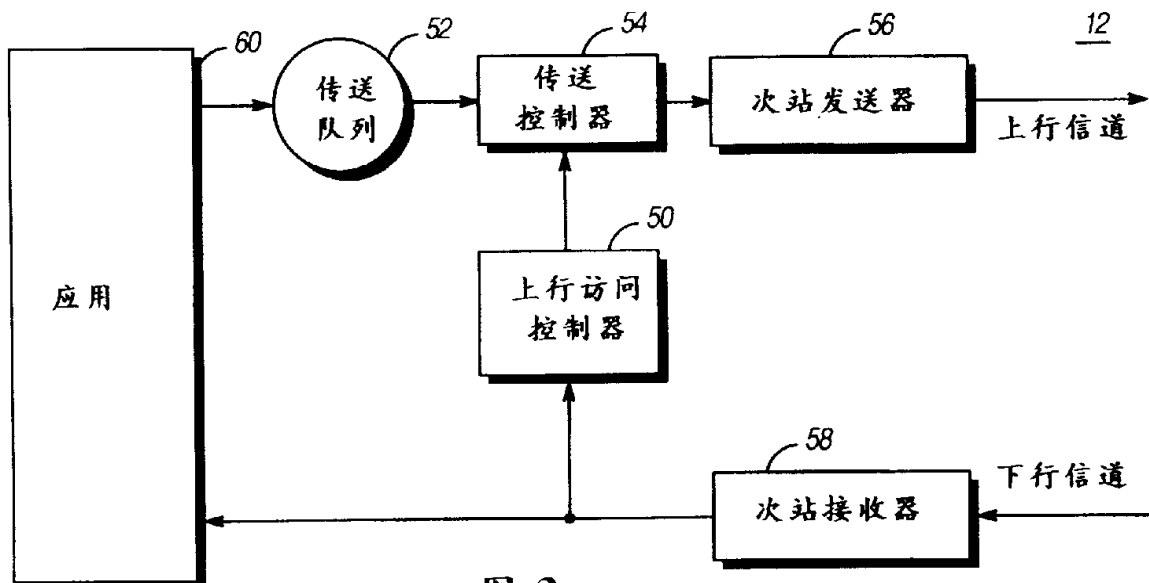 60
52
54
56
12
传送
队列
传送
控制器
次站发送器
上行信道
50
应用
上行访问
控制器
58
下行信道
次站接收器